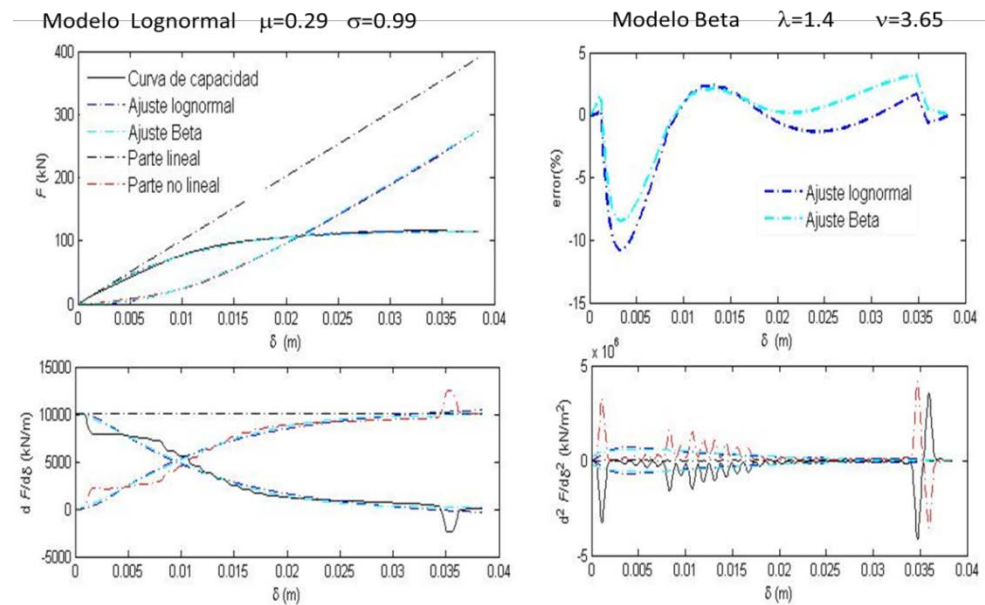 Modelo Lognormal μ=0.29 σ=0.99
Modelo Beta λ=1.4 ν=3.65
400
300
200
100
0
F (kN)
Curva de capacidad
Ajuste lognormal
Ajuste Beta
Parte lineal
Parte no lineal
0 0.005 0.01 0.015 0.02 0.025 0.03 0.035 0.04
δ (m)
5
0
-5
-10
-15
error(%)
Ajuste lognormal
Ajuste Beta
0 0.005 0.01 0.015 0.02 0.025 0.03 0.035 0.04
δ (m)
15000
10000
5000
0
-5000
d F/dδ (kN/m)
0 0.005 0.01 0.015 0.02 0.025 0.03 0.035 0.04
δ (m)
x 10⁶
5
0
-5
d² F/dδ² (kN/m²)
0 0.005 0.01 0.015 0.02 0.025 0.03 0.035 0.04
δ (m)